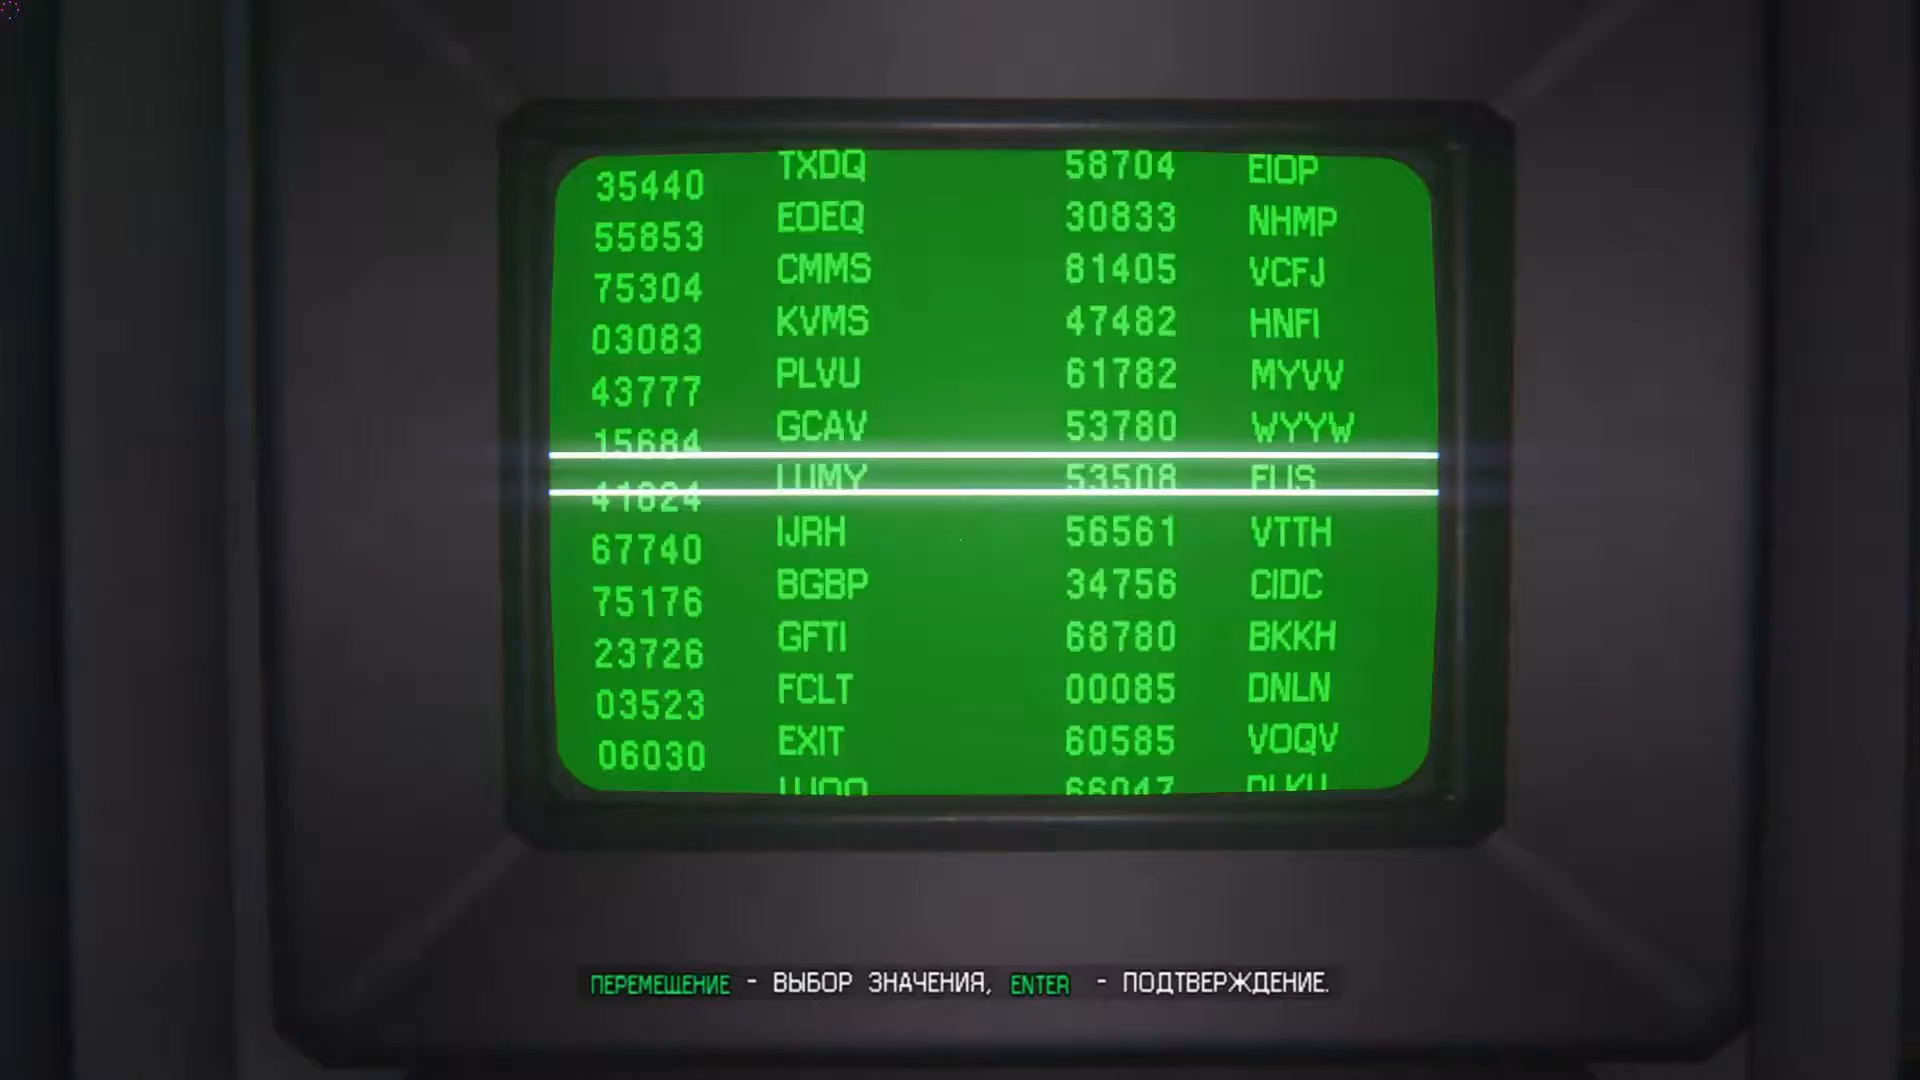 35440 TXDQ 58704 EIOP
55853 EOEQ 30833 NHMP
75304 CMMS 81405 VCFJ
03083 KVMS 47482 HNFI
43777 PLVU 61782 MYVV
15684 GCAV 53780 WYYW
41824 53508
67740 IJRH 56561 VTTH
75176 BGBP 34756 CIDC
23726 GFTI 68780 BKKH
03523 FCLT 00085 DNLN
06030 EXIT 60585 VOQV
66047
ПЕРЕМЕЩЕНИЕ - ВЫБОР ЗНАЧЕНИЯ, ENTER - ПОДТВЕРЖДЕНИЕ.